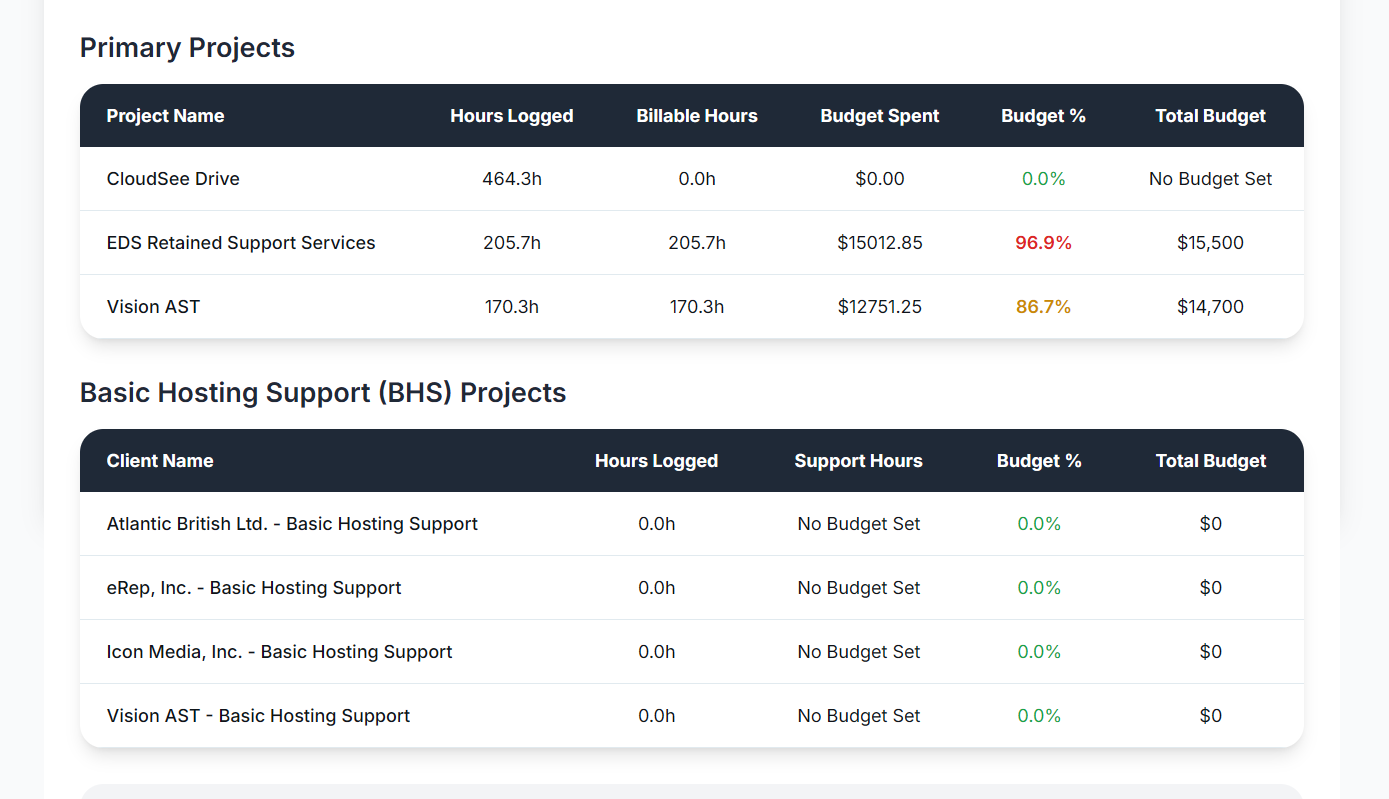 Primary Projects
Project Name Hours Logged Billable Hours Budget Spent Budget % Total Budget
CloudSee Drive 464.3h 0.0h $0.00 0.0% No Budget Set
EDS Retained Support Services 205.7h 205.7h $15012.85 96.9% $15,500
Vision AST 170.3h 170.3h $12751.25 86.7% $14,700
Basic Hosting Support (BHS) Projects
Client Name Hours Logged Support Hours Budget % Total Budget
Atlantic British Ltd. - Basic Hosting Support 0.0h No Budget Set 0.0% $0
eRep, Inc. - Basic Hosting Support 0.0h No Budget Set 0.0% $0
Icon Media, Inc. - Basic Hosting Support 0.0h No Budget Set 0.0% $0
Vision AST - Basic Hosting Support 0.0h No Budget Set 0.0% $0